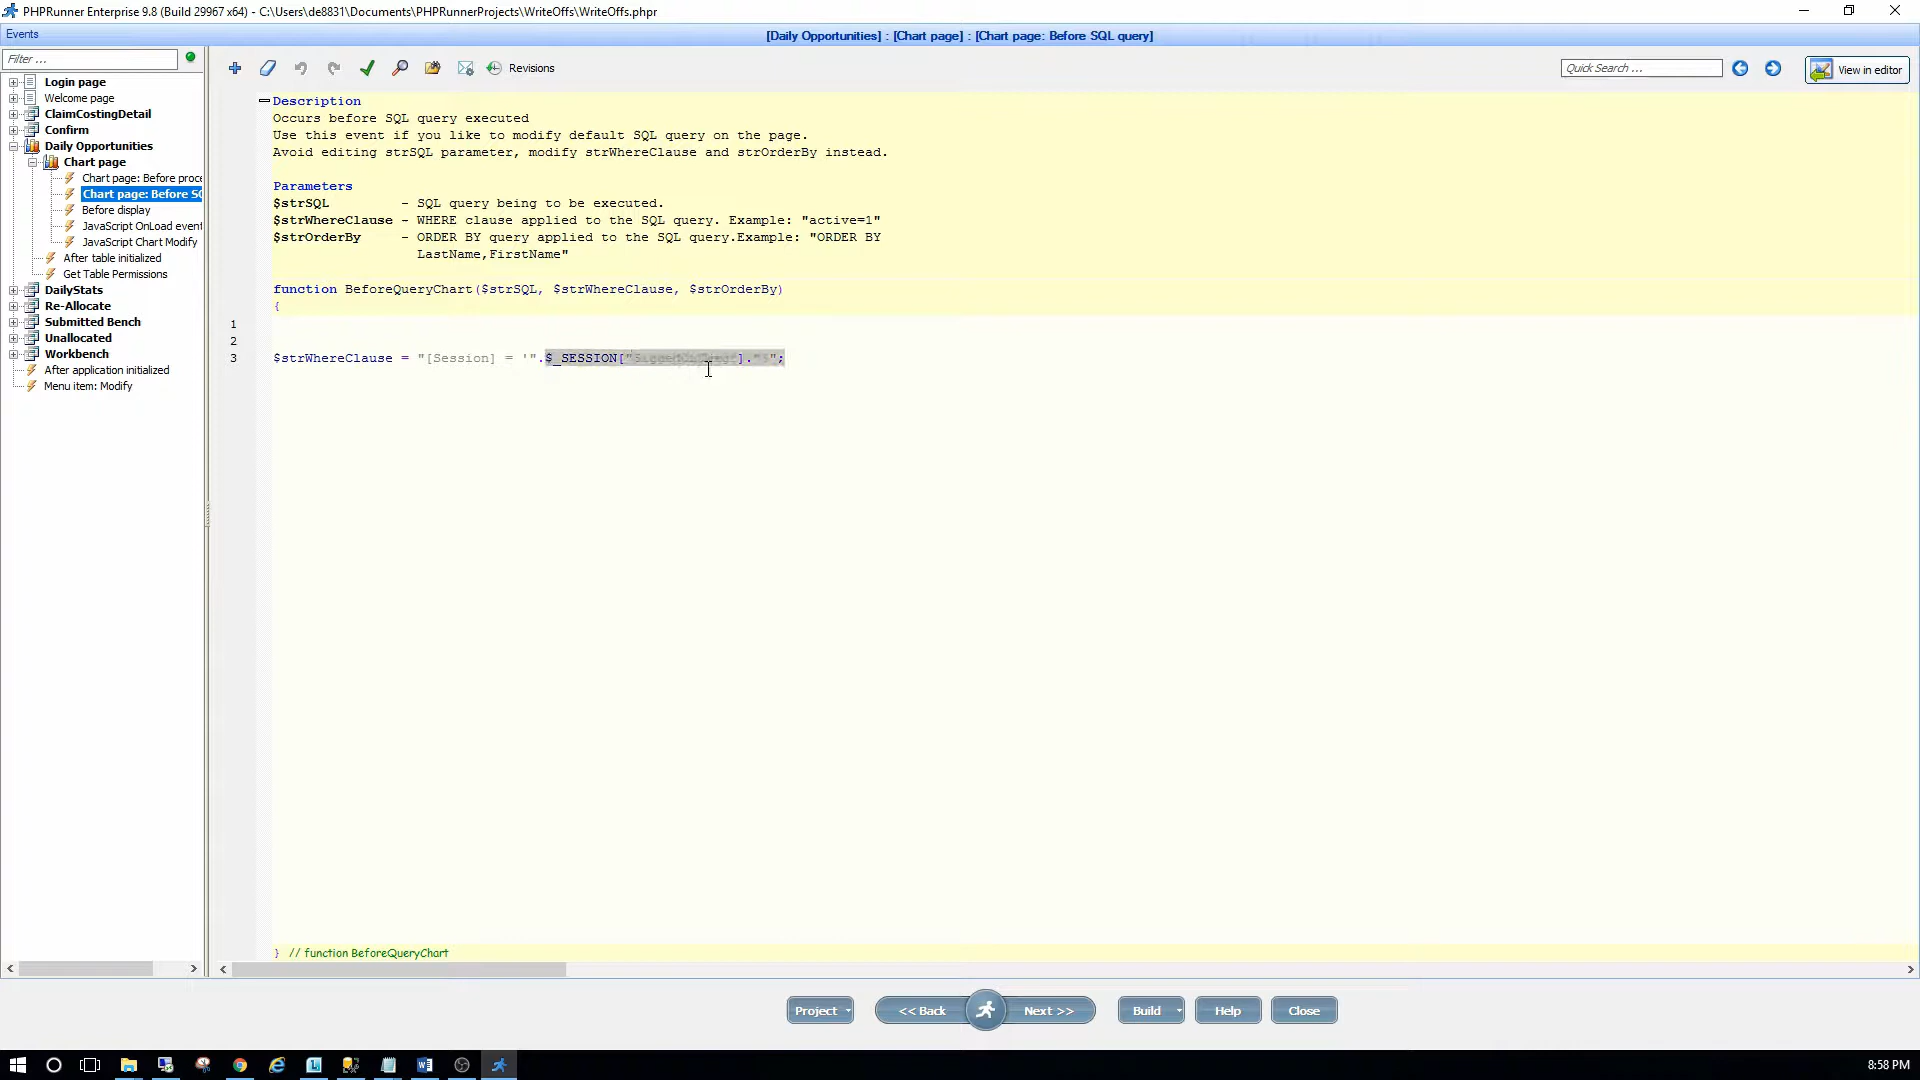 PHPRunner Enterprise 9.8 (Build 29967 x64) - C:\Users\de8831\Documents\PHPRunnerProjects\WriteOffs\WriteOffs.phpr
Events
[Daily Opportunities] : [Chart page] : [Chart page: Before SQL query]
Filter ...
Revisions
Quick Search ...
View in editor
Login page
Welcome page
ClaimCostingDetail
Confirm
Daily Opportunities
Chart page
Chart page: Before proce
Chart page: Before SQ
Before display
JavaScript OnLoad event
JavaScript Chart Modify
After table initialized
Get Table Permissions
DailyStats
Re-Allocate
Submitted Bench
Unallocated
Workbench
After application initialized
Menu item: Modify
Description
Occurs before SQL query executed
Use this event if you like to modify default SQL query on the page.
Avoid editing strSQL parameter, modify strWhereClause and strOrderBy instead.
Parameters
$strSQL - SQL query being to be executed.
$strWhereClause - WHERE clause applied to the SQL query. Example: "active=1"
$strOrderBy - ORDER BY query applied to the SQL query.Example: "ORDER BY
LastName,FirstName"
function BeforeQueryChart($strSQL, $strWhereClause, $strOrderBy)
{
1
2
3 $strWhereClause = "[Session] = '".$_SESSION["
} // function BeforeQueryChart
Project
<< Back
Next >>
Build
Help
Close
8:58 PM